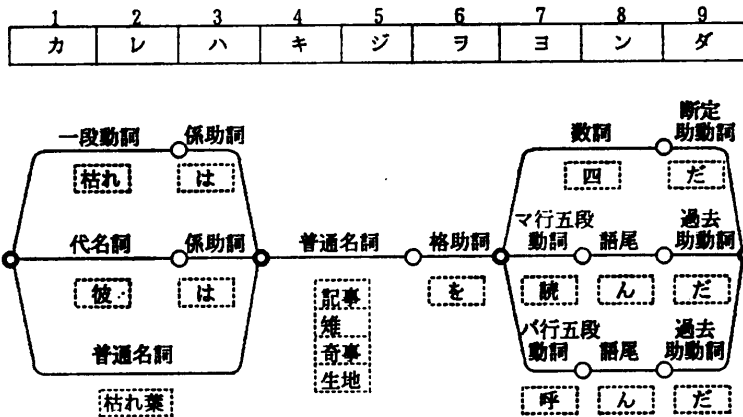 1 2 3 4 5 6 7 8 9
カ レ ハ キ ジ ヲ ヨ ン ダ
一段動詞 係助詞 数詞 断定助動詞
枯れ は 四 だ
代名詞 係助詞 普通名詞 格助詞 マ行五段動詞 語尾 過去助動詞
彼 は 記事 を 読 ん だ
雉
奇事
生地
普通名詞 バ行五段動詞 語尾 過去助動詞
枯れ葉 呼 ん だ